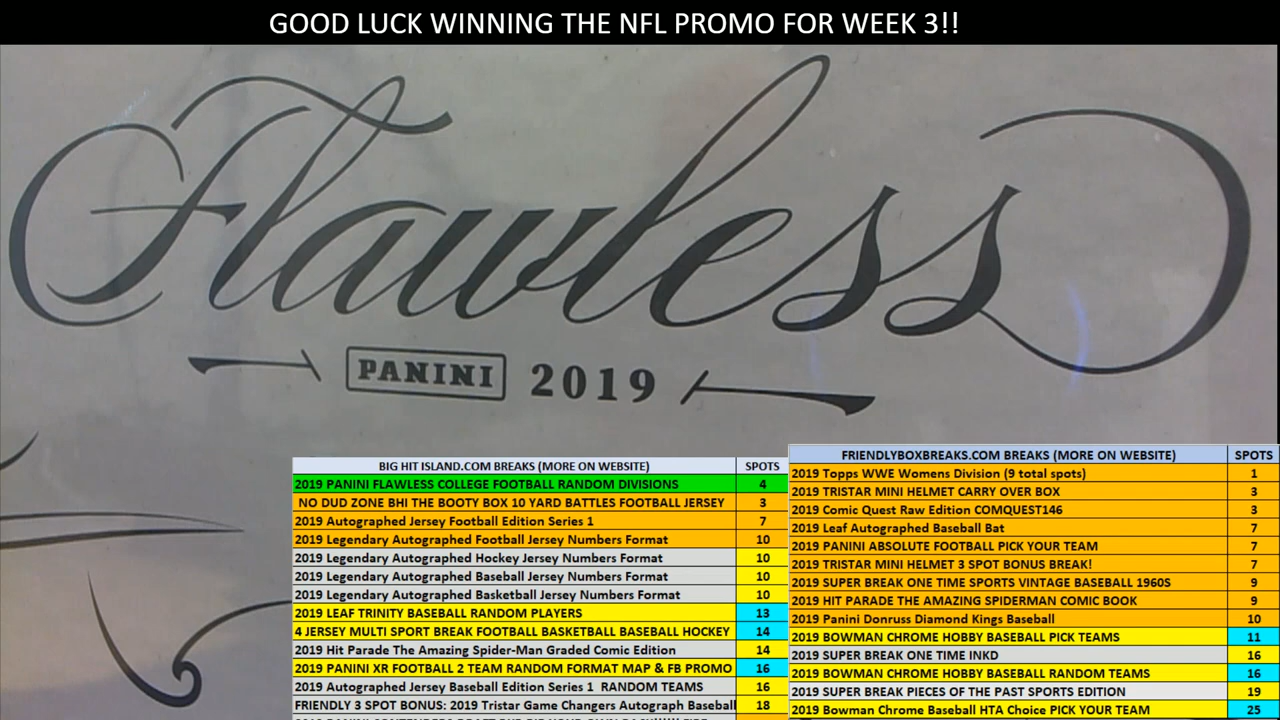 GOOD LUCK WINNING THE NFL PROMO FOR WEEK 3!!
Flawless
PANINI 2019
BIG HIT ISLAND.COM BREAKS (MORE ON WEBSITE) SPOTS
2019 PANINI FLAWLESS COLLEGE FOOTBALL RANDOM DIVISIONS 4
NO DUD ZONE BHI THE BOOTY BOX 10 YARD BATTLES FOOTBALL JERSEY 3
2019 Autographed Jersey Football Edition Series 1 7
2019 Legendary Autographed Football Jersey Numbers Format 10
2019 Legendary Autographed Hockey Jersey Numbers Format 10
2019 Legendary Autographed Baseball Jersey Numbers Format 10
2019 Legendary Autographed Basketball Jersey Numbers Format 10
2019 LEAF TRINITY BASEBALL RANDOM PLAYERS 13
4 JERSEY MULTI SPORT BREAK FOOTBALL BASKETBALL BASEBALL HOCKEY 14
2019 Hit Parade The Amazing Spider-Man Graded Comic Edition 14
2019 PANINI XR FOOTBALL 2 TEAM RANDOM FORMAT MAP & FB PROMO 16
2019 Autographed Jersey Baseball Edition Series 1 RANDOM TEAMS 16
FRIENDLY 3 SPOT BONUS: 2019 Tristar Game Changers Autograph Baseball 18
FRIENDLYBOXBREAKS.COM BREAKS (MORE ON WEBSITE) SPOTS
2019 Topps WWE Womens Division (9 total spots) 1
2019 TRISTAR MINI HELMET CARRY OVER BOX 3
2019 Comic Quest Raw Edition COMQUEST146 3
2019 Leaf Autographed Baseball Bat 7
2019 PANINI ABSOLUTE FOOTBALL PICK YOUR TEAM 7
2019 TRISTAR MINI HELMET 3 SPOT BONUS BREAK! 7
2019 SUPER BREAK ONE TIME SPORTS VINTAGE BASEBALL 1960S 9
2019 HIT PARADE THE AMAZING SPIDERMAN COMIC BOOK 9
2019 Panini Donruss Diamond Kings Baseball 10
2019 BOWMAN CHROME HOBBY BASEBALL PICK TEAMS 11
2019 SUPER BREAK ONE TIME INKD 16
2019 BOWMAN CHROME HOBBY BASEBALL RANDOM TEAMS 16
2019 SUPER BREAK PIECES OF THE PAST SPORTS EDITION 19
2019 Bowman Chrome Baseball HTA Choice PICK YOUR TEAM 25